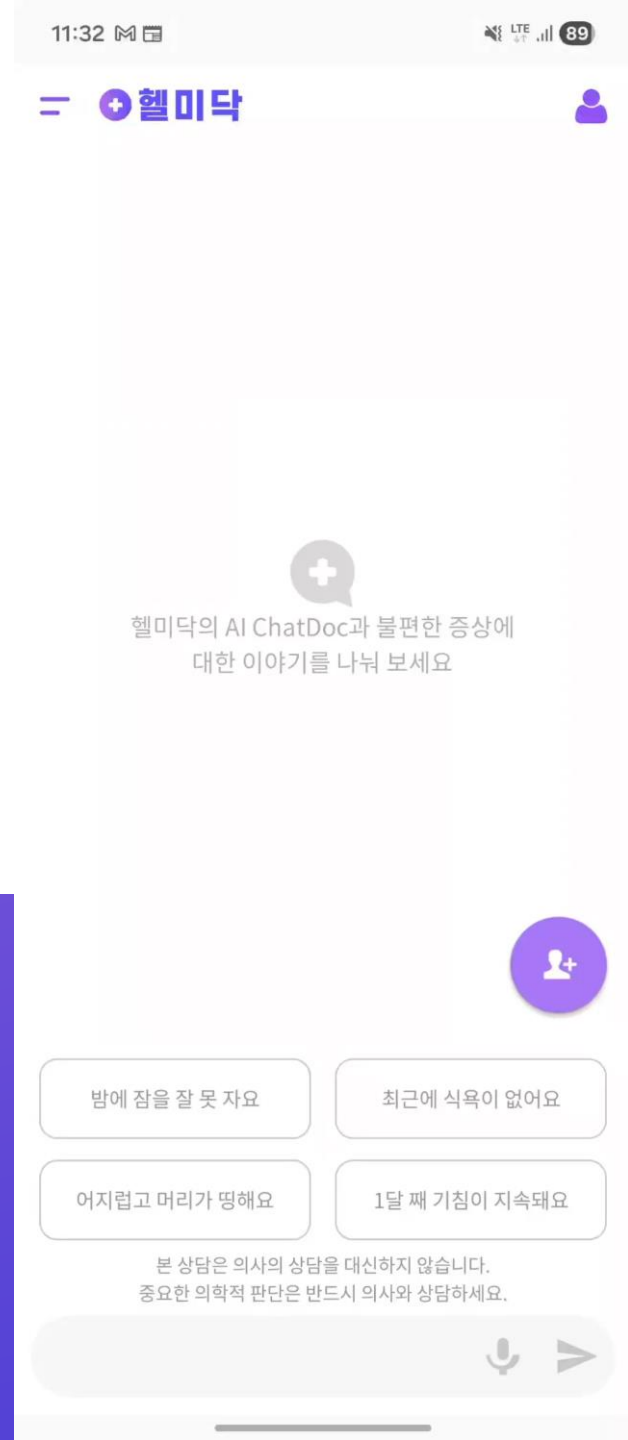 11:32
LTE
89
헬미닥
헬미닥의 AI ChatDoc과 불편한 증상에
대한 이야기를 나눠 보세요
밤에 잠을 잘 못 자요
최근에 식욕이 없어요
어지럽고 머리가 띵해요
1달 째 기침이 지속돼요
본 상담은 의사의 상담을 대신하지 않습니다.
중요한 의학적 판단은 반드시 의사와 상담하세요.